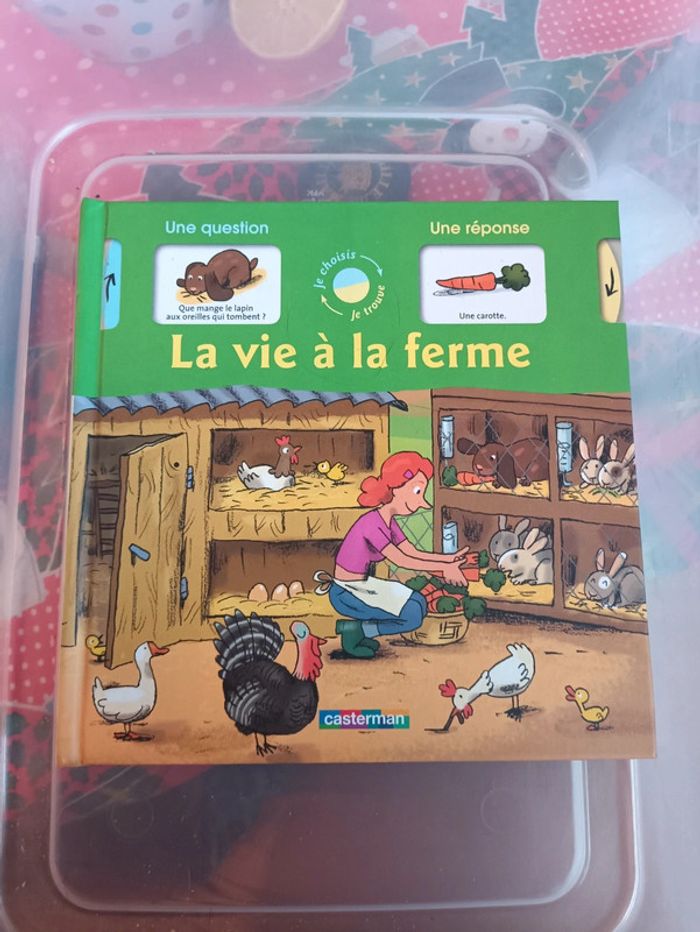 Une question
Une réponse
Je choisis
Je trouve
Que mange le lapin
aux oreilles qui tombent ?
Une carotte.
La vie à la ferme
casterman